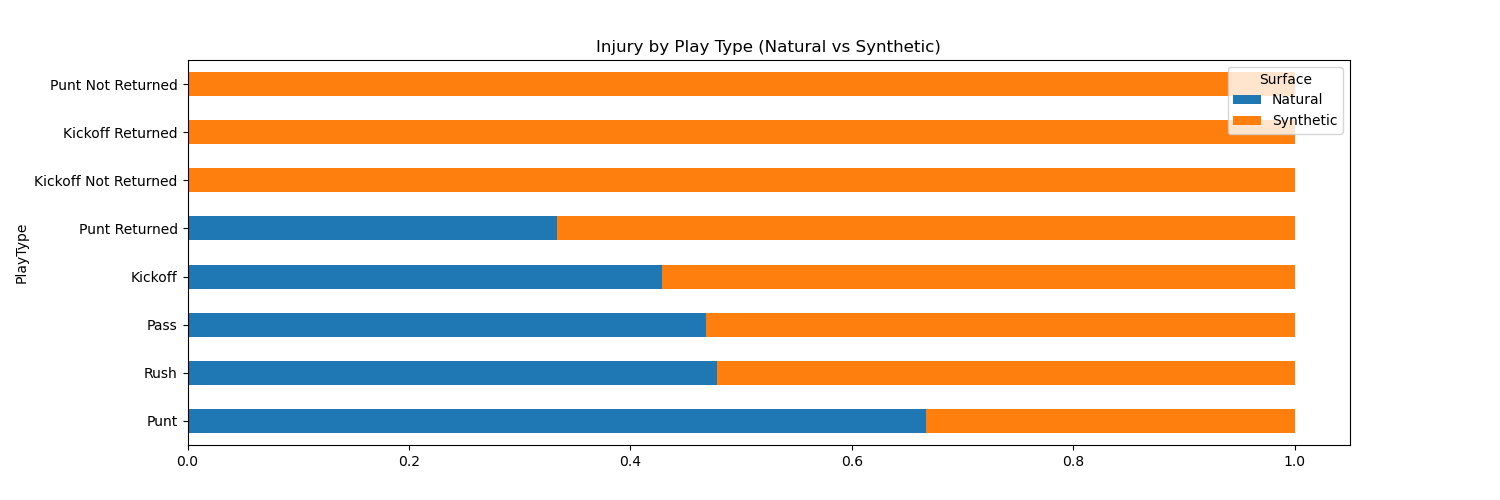 Injury by Play Type (Natural vs Synthetic)
Surface
Natural
Synthetic
PlayType
Punt Not Returned
Kickoff Returned
Kickoff Not Returned
Punt Returned
Kickoff
Pass
Rush
Punt
0.0 0.2 0.4 0.6 0.8 1.0